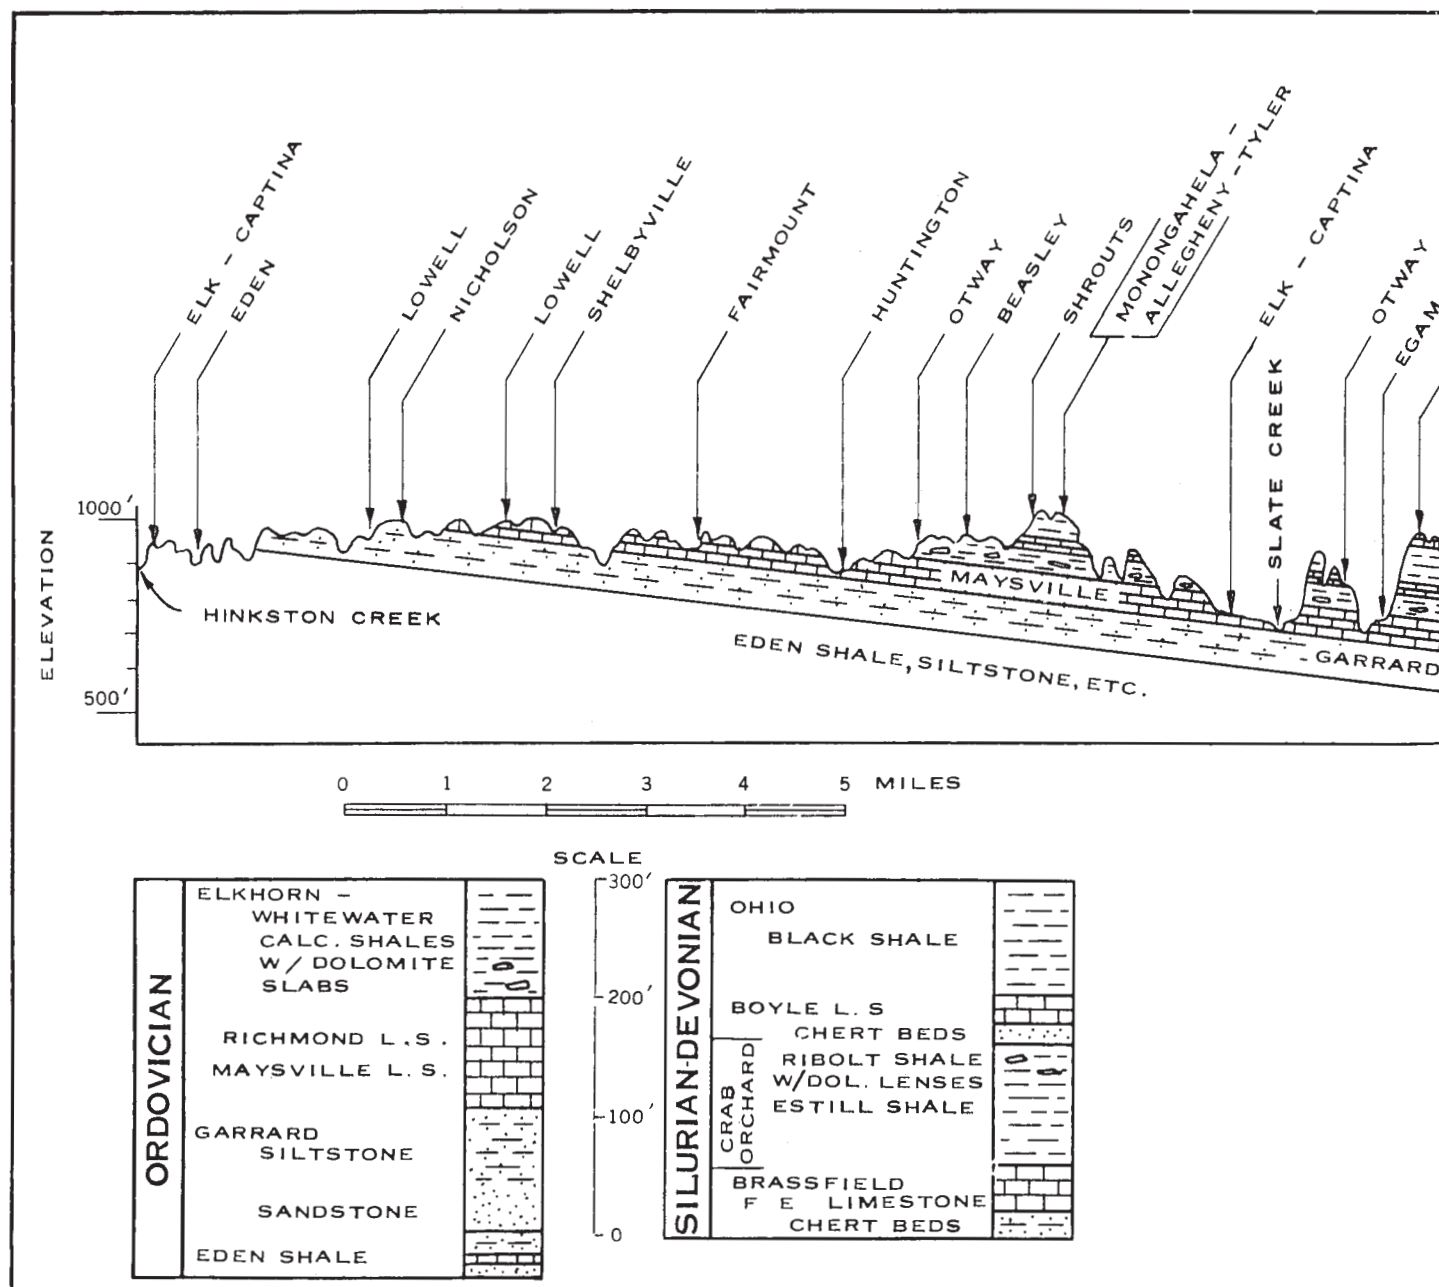 ELK - CAPTINA
EDEN
LOWELL
NICHOLSON
LOWELL
SHELBYVILLE
FAIRMOUNT
HUNTINGTON
OTWAY
BEASLEY
SHROUTS
MONONGAHELA -
ALLEGHENY - TYLER
ELK - CAPTINA
SLATE CREEK
OTWAY
EGAM
ELEVATION
1000'
500'
HINKSTON CREEK
MAYSVILLE
EDEN SHALE, SILTSTONE, ETC.
GARRARD
0 1 2 3 4 5 MILES
SCALE
300'
200'
100'
0
ORDOVICIAN
ELKHORN -
WHITEWATER
CALC. SHALES
W/ DOLOMITE
SLABS
RICHMOND L.S.
MAYSVILLE L.S.
GARRARD
SILTSTONE
SANDSTONE
EDEN SHALE
SILURIAN-DEVONIAN
OHIO
BLACK SHALE
BOYLE L.S
CHERT BEDS
CRAB
ORCHARD
RIBOLT SHALE
W/DOL. LENSES
ESTILL SHALE
BRASSFIELD
F E LIMESTONE
CHERT BEDS